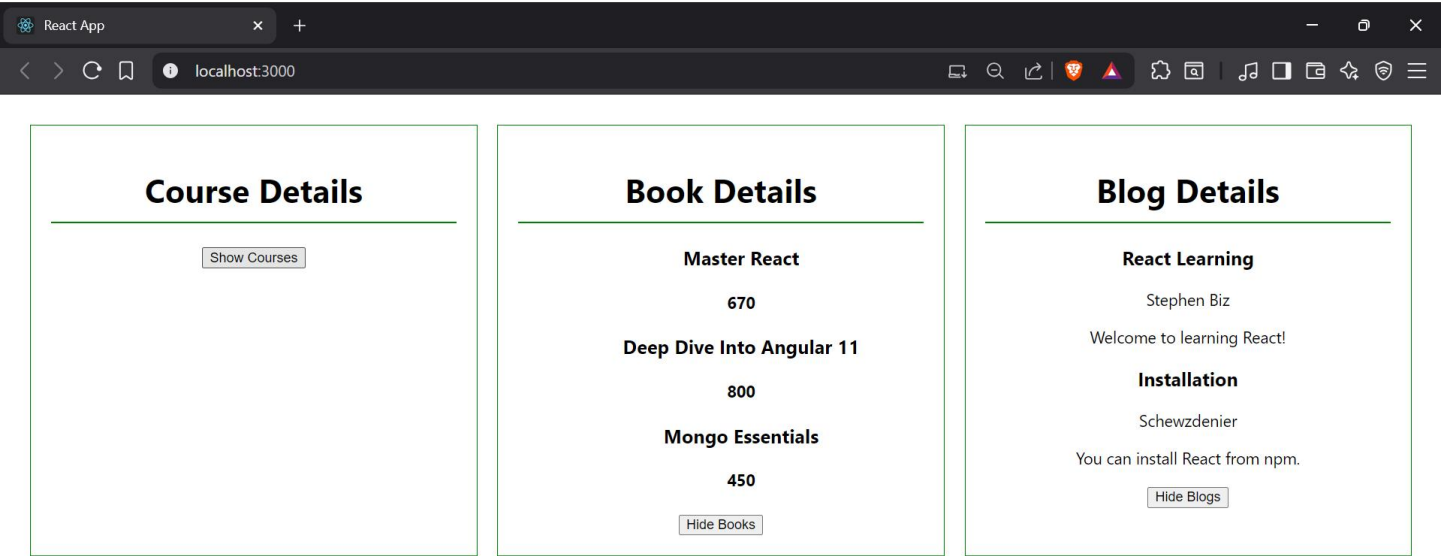 React App
localhost:3000
Course Details
Show Courses
Book Details
Master React
670
Deep Dive Into Angular 11
800
Mongo Essentials
450
Hide Books
Blog Details
React Learning
Stephen Biz
Welcome to learning React!
Installation
Schewzdenier
You can install React from npm.
Hide Blogs